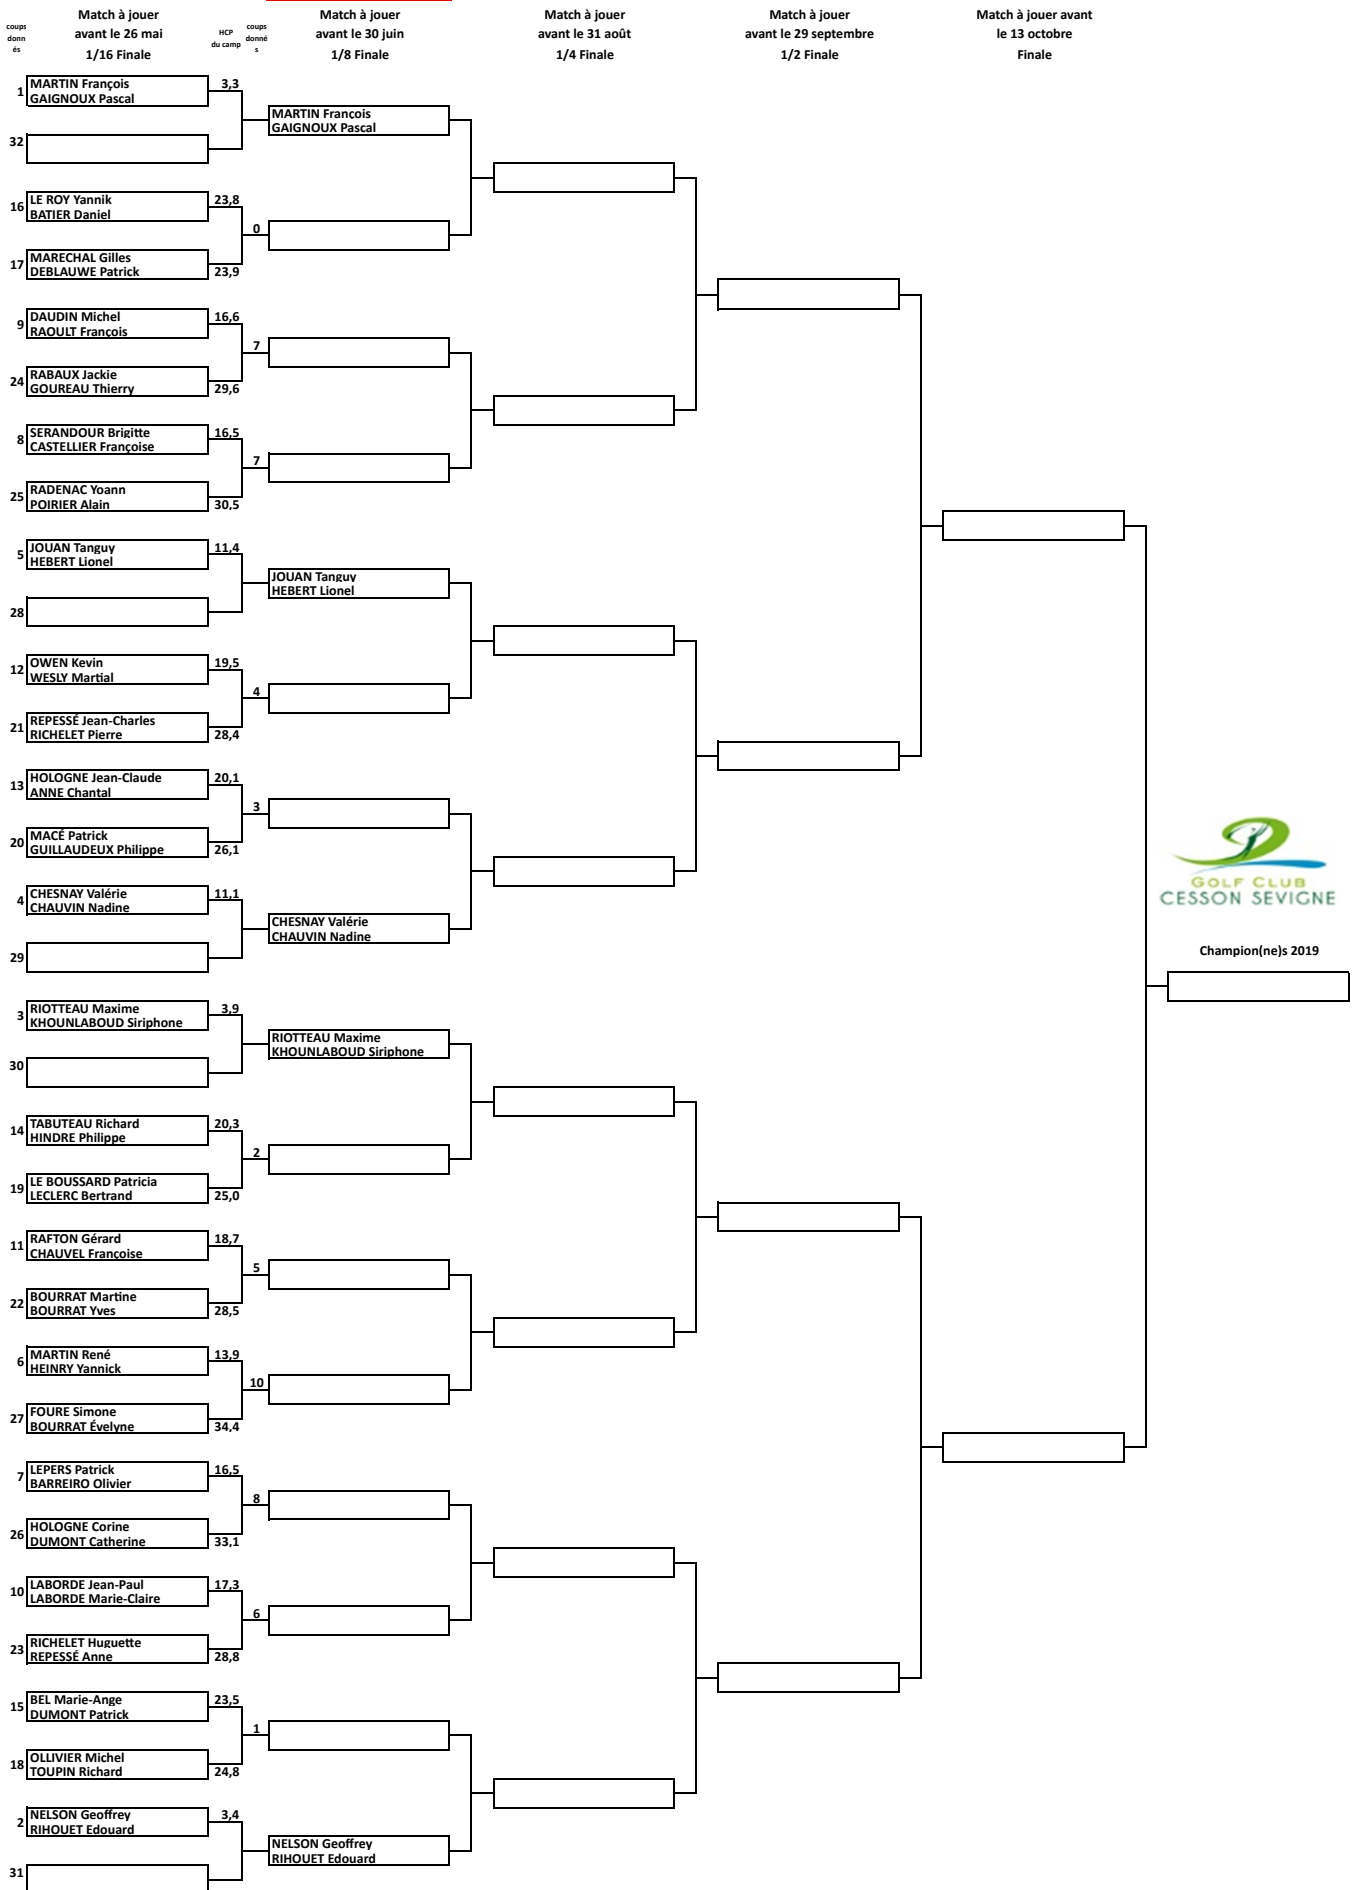 Match à jouer
avant le 26 mai
1/16 Finale
Match à jouer
avant le 30 juin
1/8 Finale
Match à jouer
avant le 31 août
1/4 Finale
Match à jouer
avant le 29 septembre
1/2 Finale
Match à jouer avant
le 13 octobre
Finale
coups
donn
és
HCP
du camp
coups
donné
s
1 MARTIN François 3,3
GAIGNOUX Pascal
MARTIN François
GAIGNOUX Pascal
32
16 LE ROY Yannik 23,8
BATIER Daniel
0
17 MARECHAL Gilles
DEBLAUWE Patrick 23,9
9 DAUDIN Michel 16,6
RAOULT François
7
24 RABAUX Jackie
GOUREAU Thierry 29,6
8 SERANDOUR Brigitte 16,5
CASTELLIER Françoise
7
25 RADENAC Yoann
POIRIER Alain 30,5
5 JOUAN Tanguy 11,4
HEBERT Lionel
JOUAN Tanguy
HEBERT Lionel
28
12 OWEN Kevin 19,5
WESLY Martial
4
21 REPESSÉ Jean-Charles
RICHELET Pierre 28,4
13 HOLOGNE Jean-Claude 20,1
ANNE Chantal
3
20 MACÉ Patrick
GUILLAUDEUX Philippe 26,1
4 CHESNAY Valérie 11,1
CHAUVIN Nadine
CHESNAY Valérie
CHAUVIN Nadine
29
GOLF CLUB
CESSON SEVIGNE
Champion(ne)s 2019
3 RIOTTEAU Maxime 3,9
KHOUNLABOUD Siriphone
RIOTTEAU Maxime
KHOUNLABOUD Siriphone
30
14 TABUTEAU Richard 20,3
HINDRE Philippe
2
19 LE BOUSSARD Patricia
LECLERC Bertrand 25,0
11 RAFTON Gérard 18,7
CHAUVEL Françoise
5
22 BOURRAT Martine
BOURRAT Yves 28,5
6 MARTIN René 13,9
HEINRY Yannick
10
27 FOURE Simone
BOURRAT Évelyne 34,4
7 LEPERS Patrick 16,5
BARREIRO Olivier
8
26 HOLOGNE Corine
DUMONT Catherine 33,1
10 LABORDE Jean-Paul 17,3
LABORDE Marie-Claire
6
23 RICHELET Huguette
REPESSÉ Anne 28,8
15 BEL Marie-Ange 23,5
DUMONT Patrick
1
18 OLLIVIER Michel
TOUPIN Richard 24,8
2 NELSON Geoffrey 3,4
RIHOUET Edouard
NELSON Geoffrey
RIHOUET Edouard
31